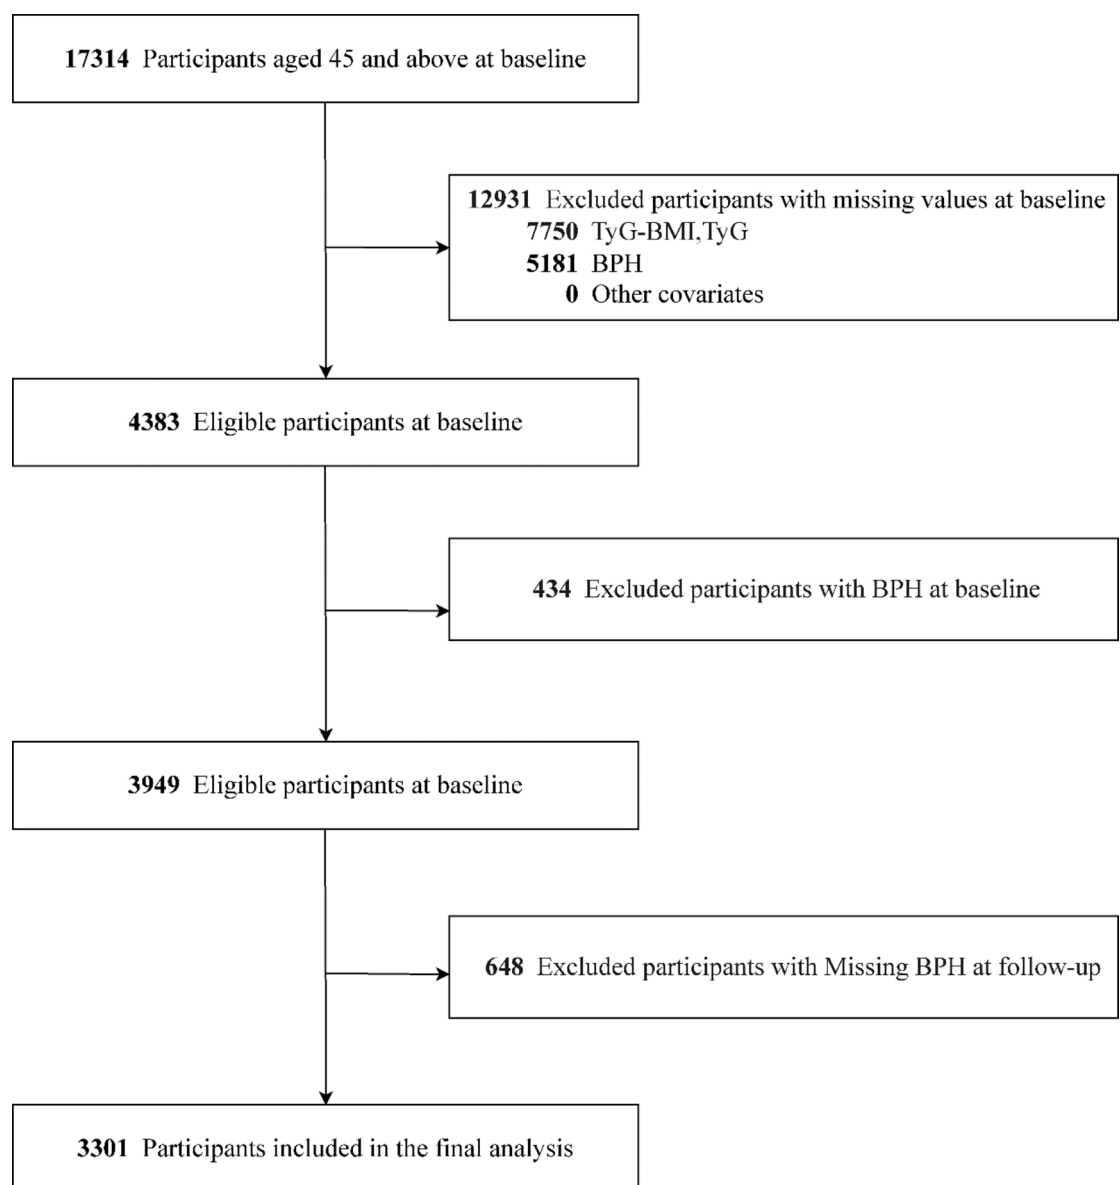 17314 Participants aged 45 and above at baseline
12931 Excluded participants with missing values at baseline
7750 TyG-BMI,TyG
5181 BPH
0 Other covariates
4383 Eligible participants at baseline
434 Excluded participants with BPH at baseline
3949 Eligible participants at baseline
648 Excluded participants with Missing BPH at follow-up
3301 Participants included in the final analysis